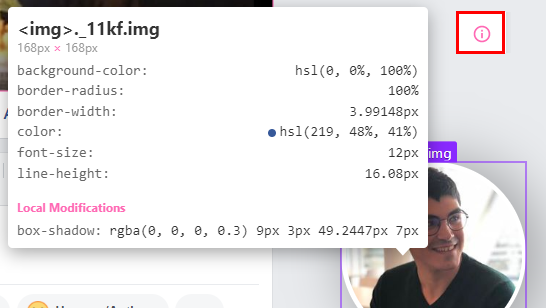 <img>._11kf.img
168px × 168px
background-color: hsl(0, 0%, 100%)
border-radius: 100%
border-width: 3.99148px
color: hsl(219, 48%, 41%)
font-size: 12px
line-height: 16.08px
Local Modifications
box-shadow: rgba(0, 0, 0, 0.3) 9px 3px 49.2447px 7px
img